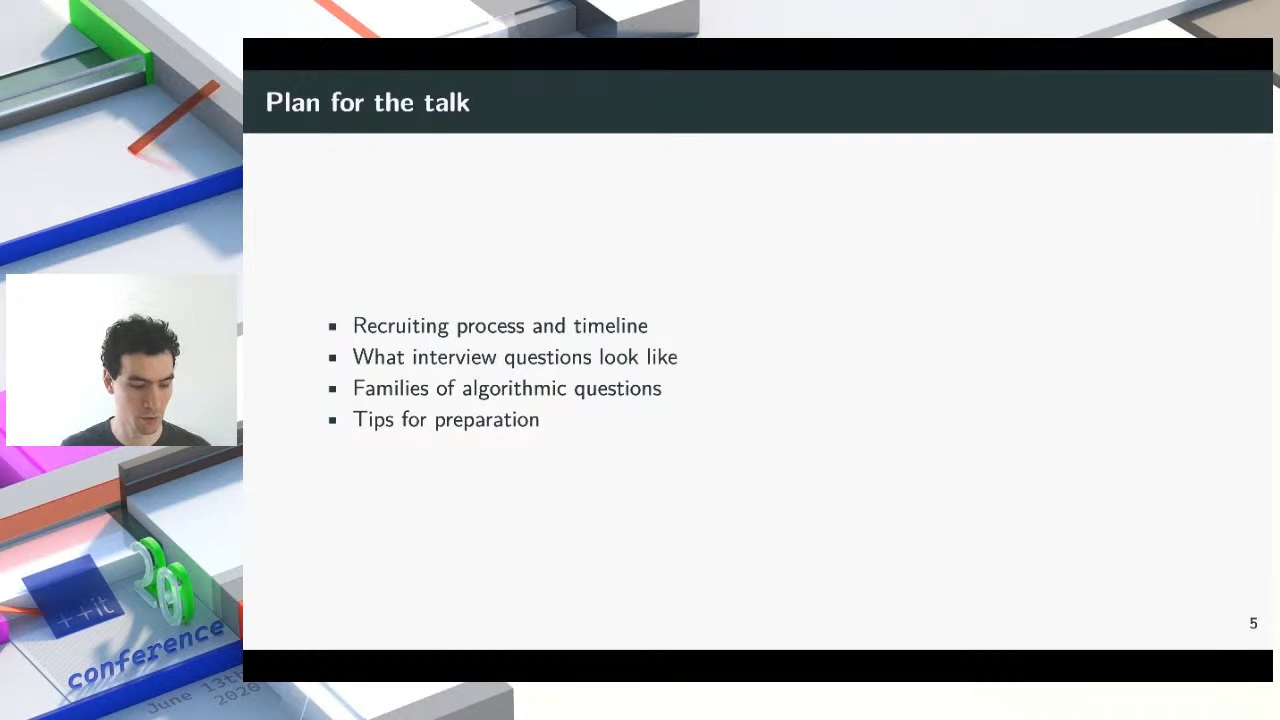 Plan for the talk
▪ Recruiting process and timeline
▪ What interview questions look like
▪ Families of algorithmic questions
▪ Tips for preparation
5
++it
20
conference
June 13th
2020